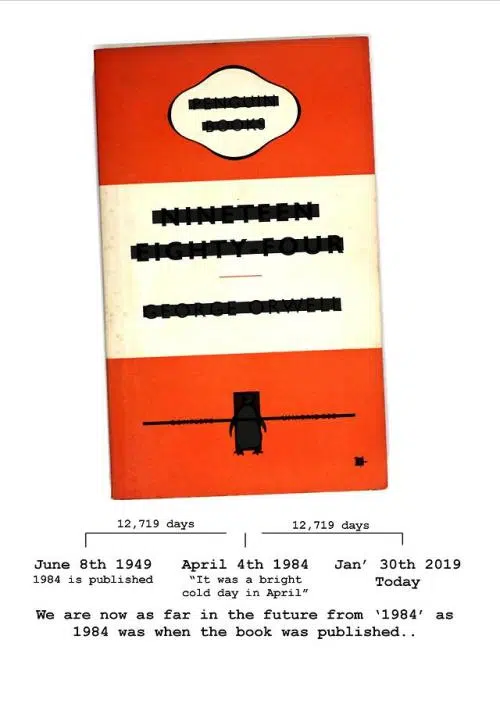 PENGUIN
BOOKS
NINETEEN
EIGHTY-FOUR
GEORGE ORWELL
COMPLETE UNABRIDGED
12,719 days 12,719 days
June 8th 1949 April 4th 1984 Jan’ 30th 2019
1984 is published “It was a bright Today
cold day in April”
We are now as far in the future from ‘1984’ as
1984 was when the book was published..